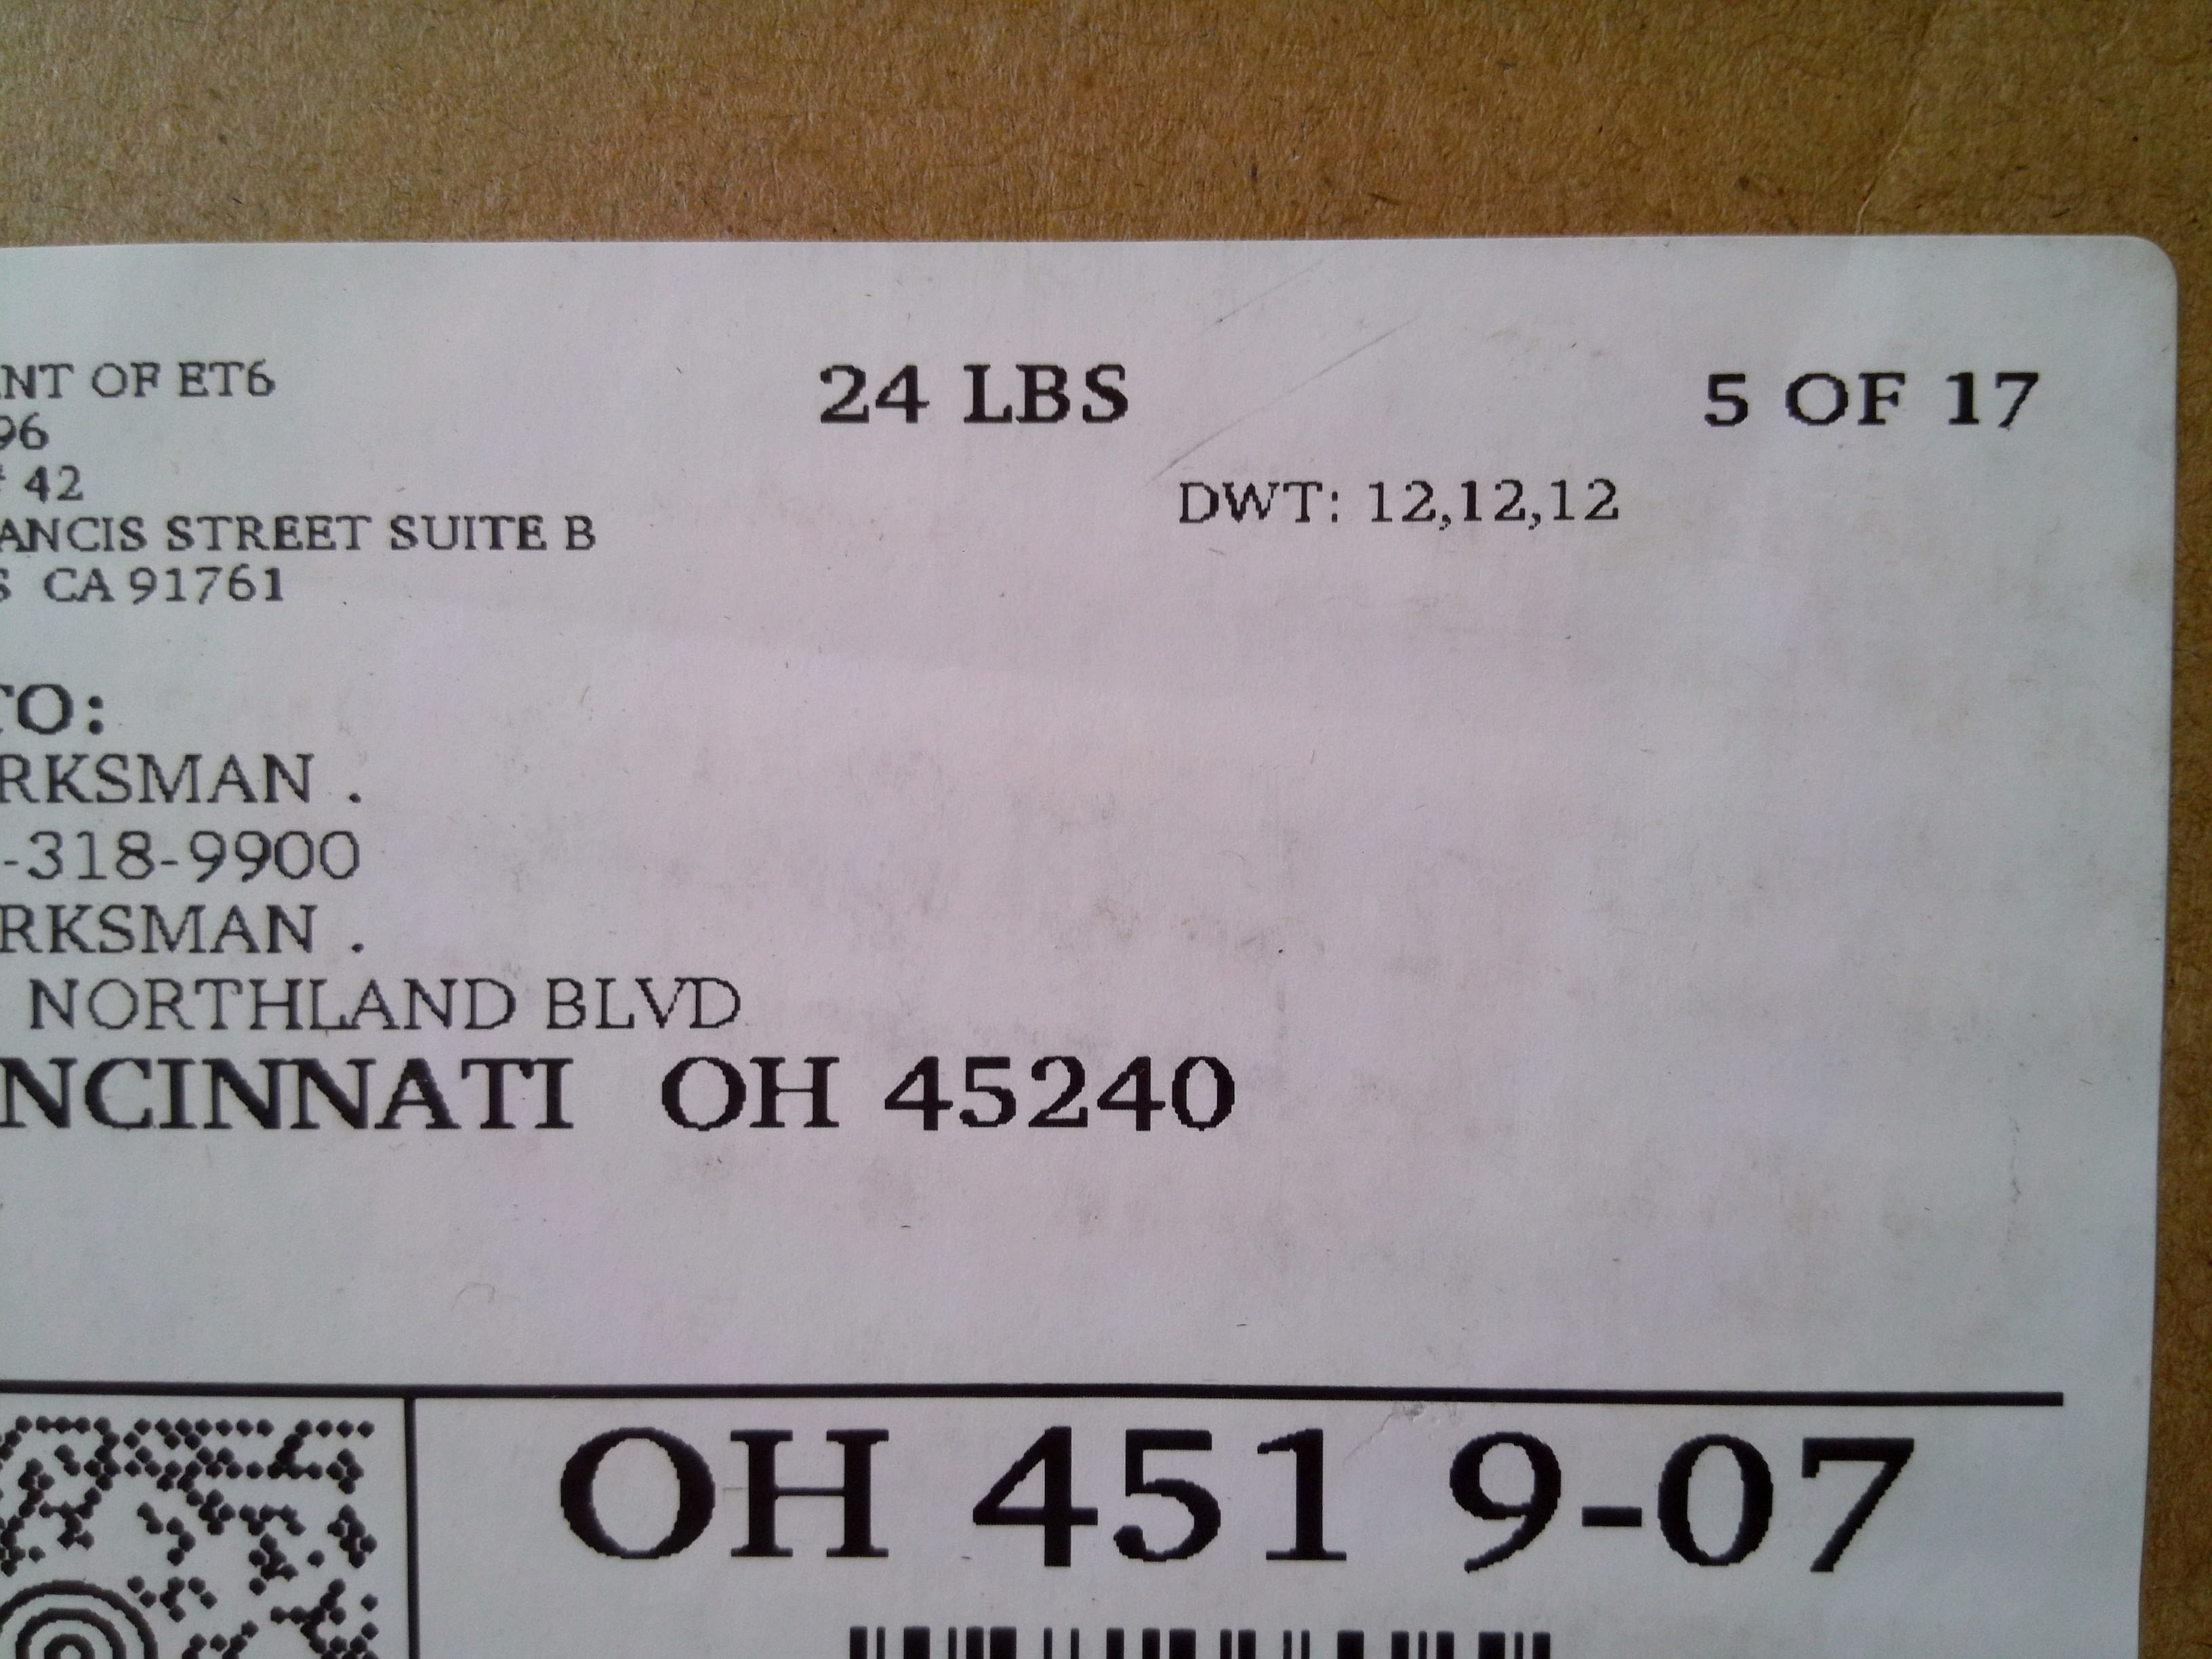 NT OF ET6
96
# 42
ANCIS STREET SUITE B
S CA 91761
24 LBS
5 OF 17
DWT: 12,12,12
TO:
RKSMAN .
-318-9900
RKSMAN .
NORTHLAND BLVD
NCINNATI OH 45240
OH 451 9-07